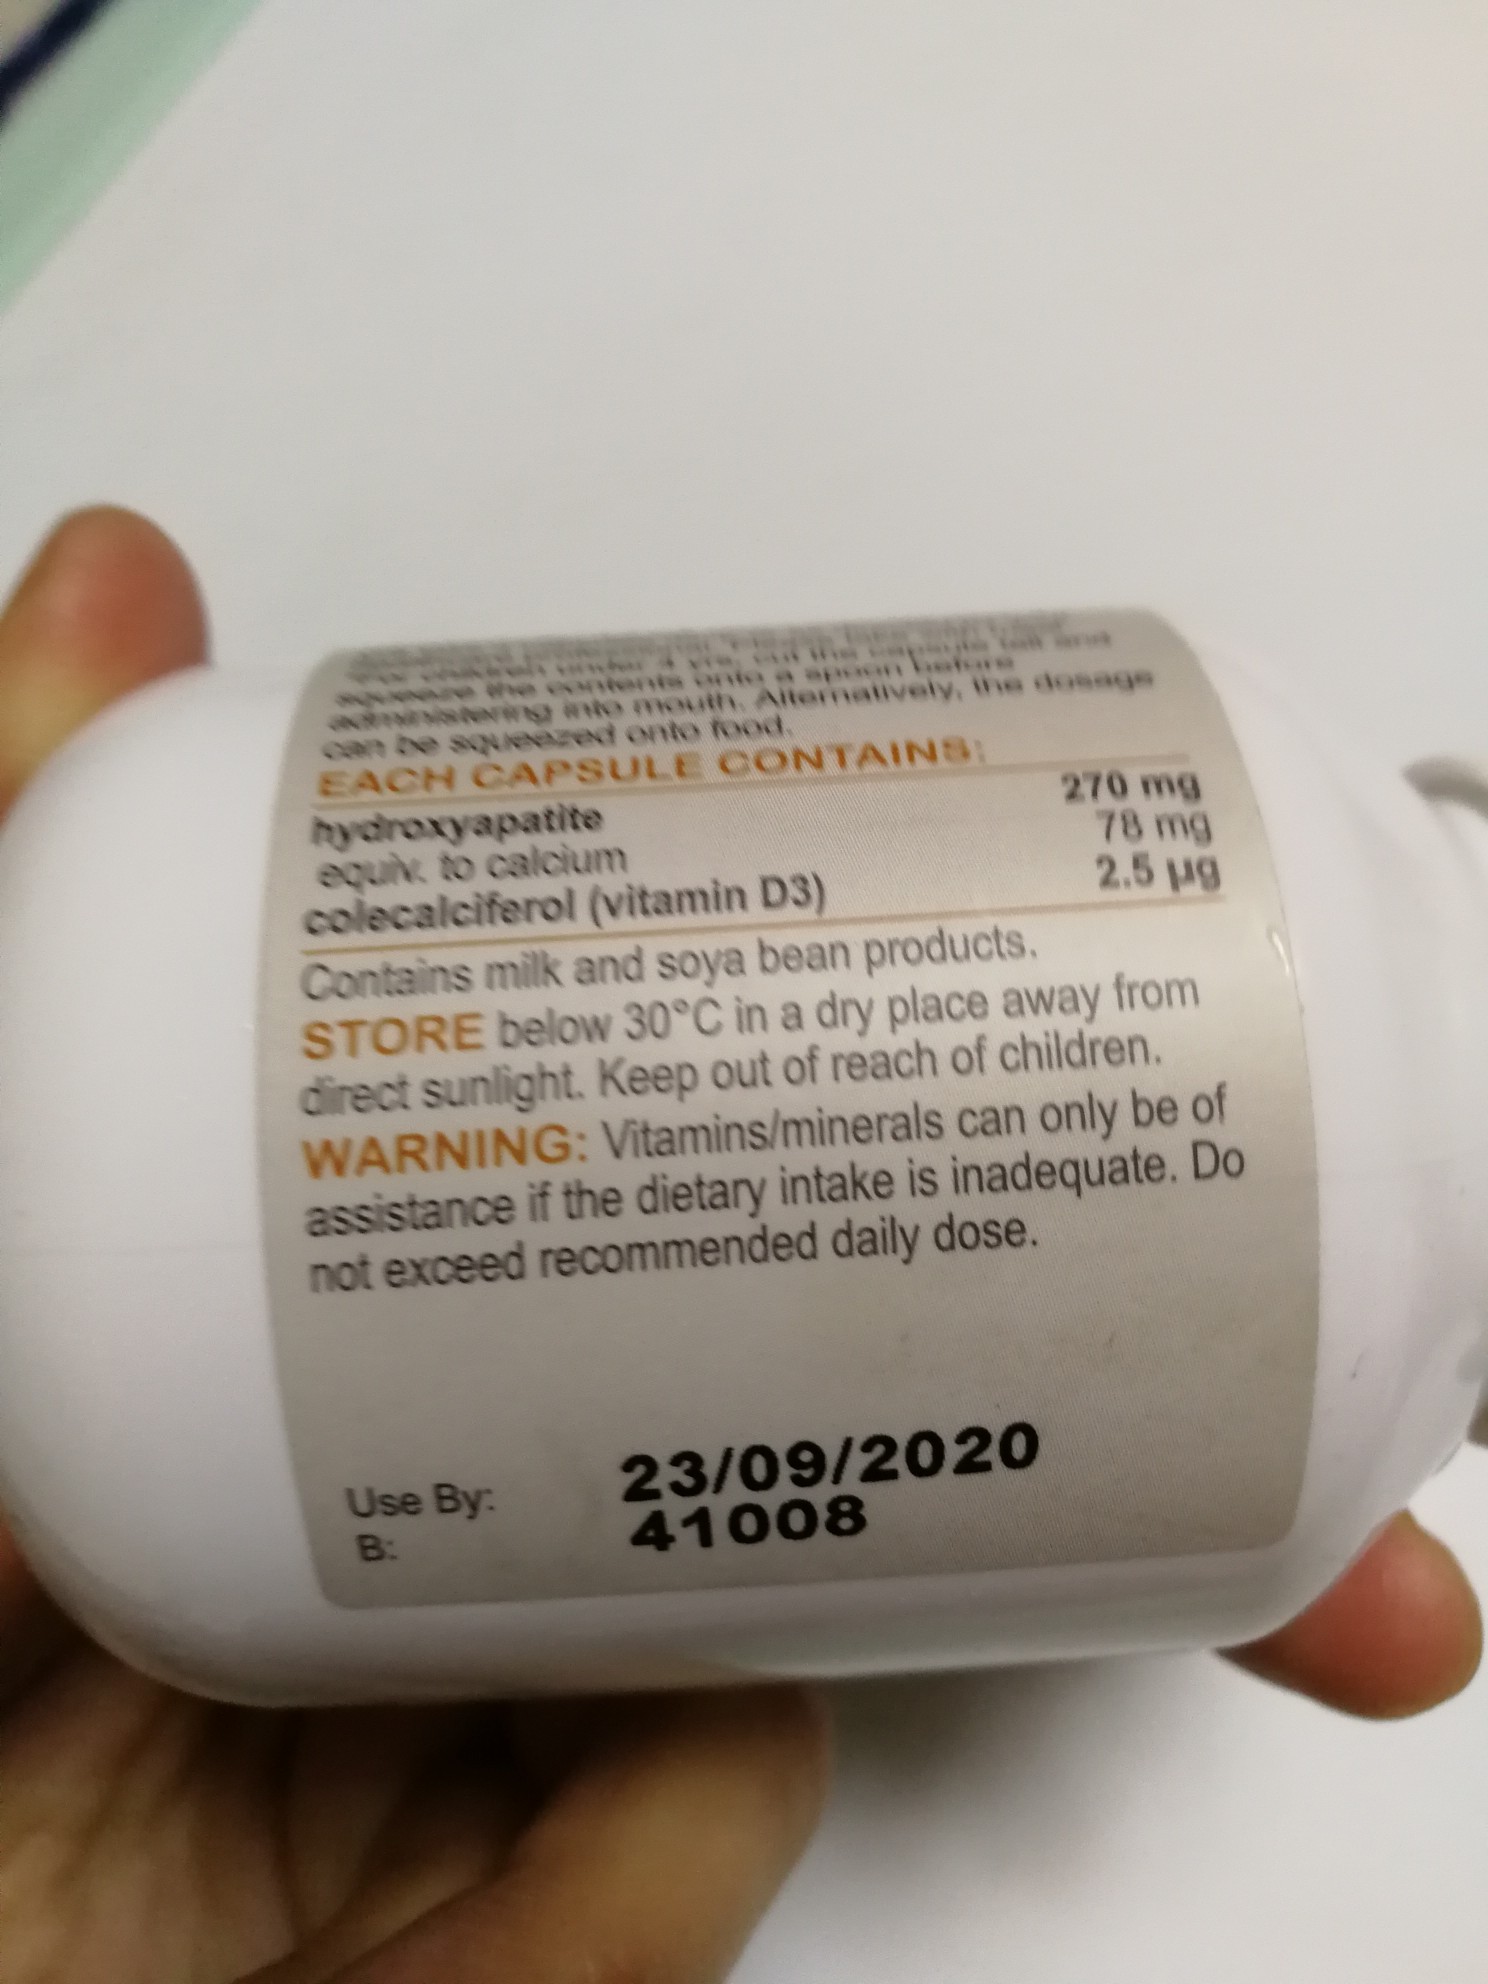 "For children under 4 yrs, cut the capsule tail and
squeeze the contents onto a spoon before
administering into mouth. Alternatively, the dosage
can be squeezed onto food.
EACH CAPSULE CONTAINS:
hydroxyapatite 270 mg
equiv. to calcium 78 mg
colecalciferol (vitamin D3) 2.5 µg
Contains milk and soya bean products.
STORE below 30°C in a dry place away from
direct sunlight. Keep out of reach of children.
WARNING: Vitamins/minerals can only be of
assistance if the dietary intake is inadequate. Do
not exceed recommended daily dose.
Use By: 23/09/2020
B: 41008